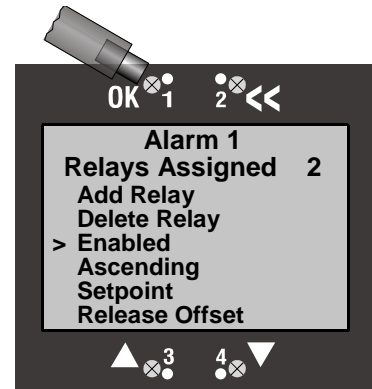 OK 1 2 <<
Alarm 1
Relays Assigned 2
Add Relay
Delete Relay
> Enabled
Ascending
Setpoint
Release Offset
3 4